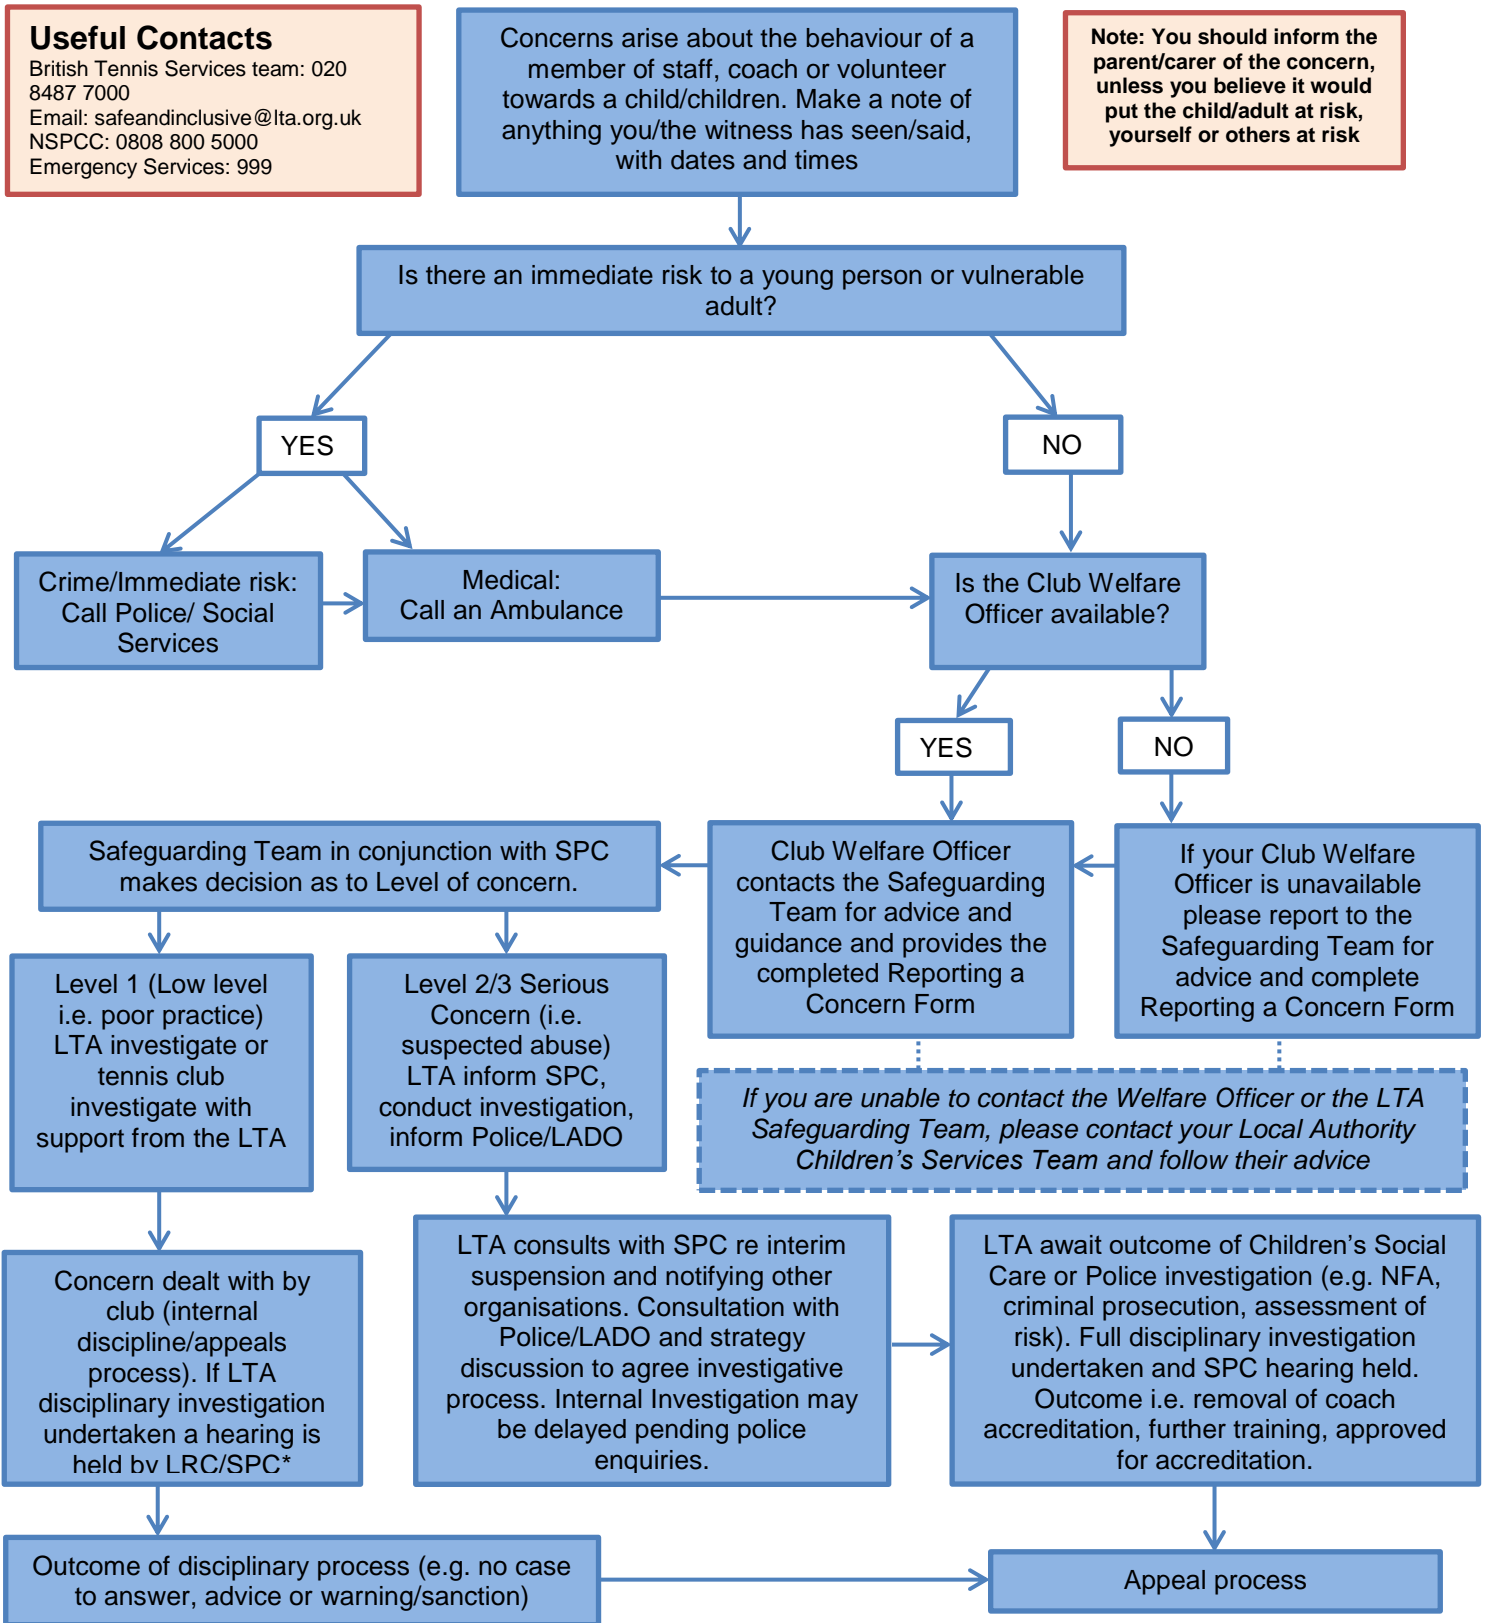 Useful Contacts
British Tennis Services team: 020
8487 7000
Email: safeandinclusive@lta.org.uk
NSPCC: 0808 800 5000
Emergency Services: 999
Concerns arise about the behaviour of a
member of staff, coach or volunteer
towards a child/children. Make a note of
anything you/the witness has seen/said,
with dates and times
Note: You should inform the
parent/carer of the concern,
unless you believe it would
put the child/adult at risk,
yourself or others at risk
Is there an immediate risk to a young person or vulnerable
adult?
YES
NO
Crime/Immediate risk:
Call Police/ Social
Services
Medical:
Call an Ambulance
Is the Club Welfare
Officer available?
YES
NO
Safeguarding Team in conjunction with SPC
makes decision as to Level of concern.
Club Welfare Officer
contacts the Safeguarding
Team for advice and
guidance and provides the
completed Reporting a
Concern Form
If your Club Welfare
Officer is unavailable
please report to the
Safeguarding Team for
advice and complete
Reporting a Concern Form
Level 1 (Low level
i.e. poor practice)
LTA investigate or
tennis club
investigate with
support from the LTA
Level 2/3 Serious
Concern (i.e.
suspected abuse)
LTA inform SPC,
conduct investigation,
inform Police/LADO
If you are unable to contact the Welfare Officer or the LTA
Safeguarding Team, please contact your Local Authority
Children’s Services Team and follow their advice
Concern dealt with by
club (internal
discipline/appeals
process). If LTA
disciplinary investigation
undertaken a hearing is
held by LRC/SPC*
LTA consults with SPC re interim
suspension and notifying other
organisations. Consultation with
Police/LADO and strategy
discussion to agree investigative
process. Internal Investigation may
be delayed pending police
enquiries.
LTA await outcome of Children’s Social
Care or Police investigation (e.g. NFA,
criminal prosecution, assessment of
risk). Full disciplinary investigation
undertaken and SPC hearing held.
Outcome i.e. removal of coach
accreditation, further training, approved
for accreditation.
Outcome of disciplinary process (e.g. no case
to answer, advice or warning/sanction)
Appeal process